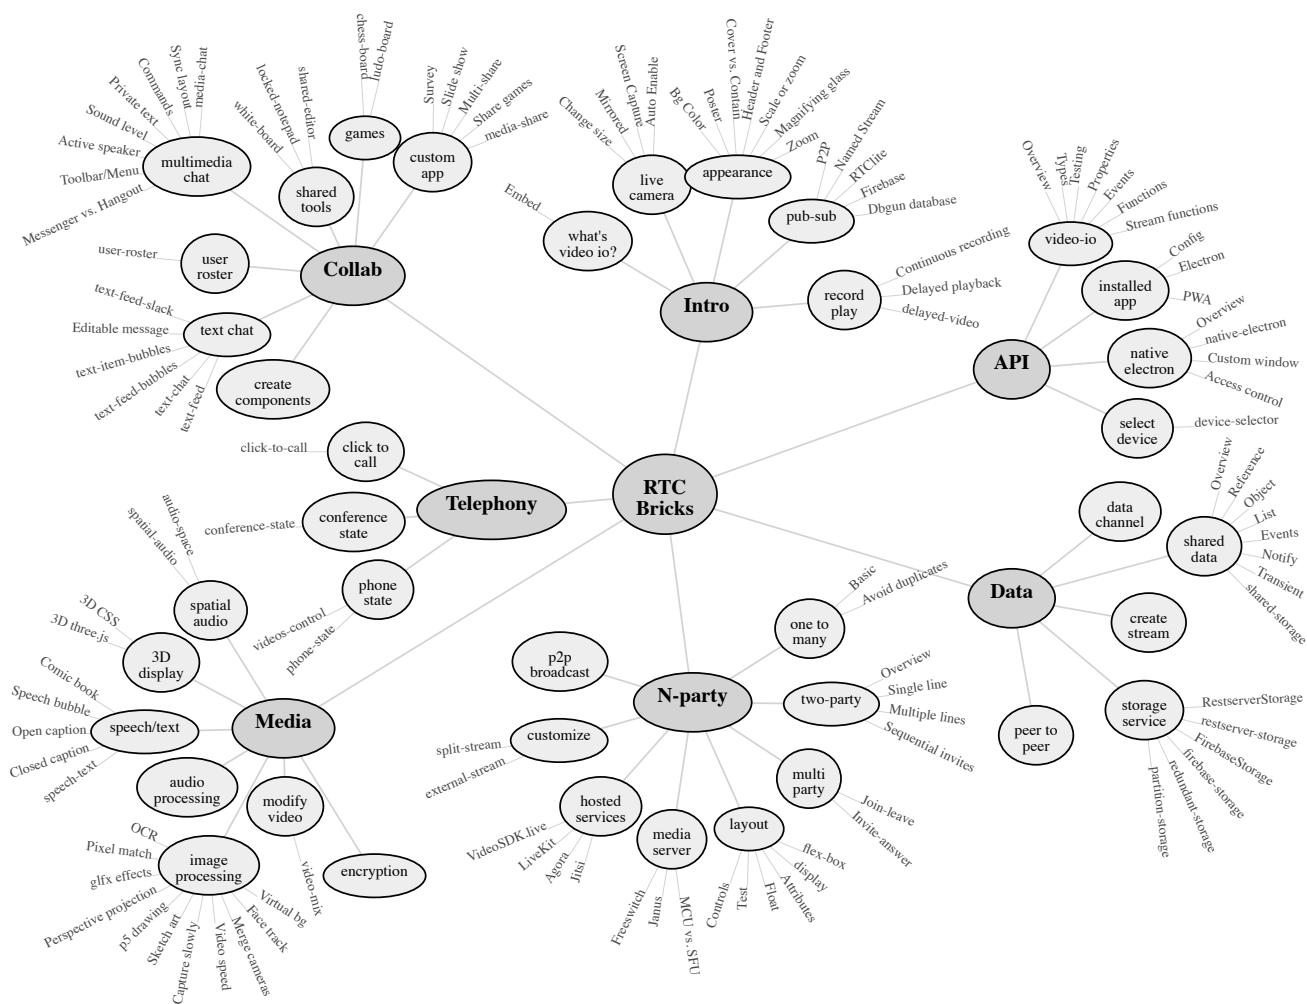 RTC
Bricks
Collab
multimedia
chat
Messenger vs. Hangout
Toolbar/Menu
Active speaker
Sound level
Private text
Commands
Sync layout
media-chat
shared
tools
white-board
locked-notepad
shared-editor
games
chess-board
ludo-board
custom
app
Survey
Slide show
Multi-share
Share games
media-share
user
roster
user-roster
text chat
text-feed-slack
Editable message
text-item-bubbles
text-feed-bubbles
text-chat
text-feed
create
components
Intro
what's
video io?
Embed
live
camera
Change size
Mirrored
Screen Capture
Auto Enable
appearance
Bg Color
Poster
Cover vs. Contain
Header and Footer
Scale or zoom
Magnifying glass
Zoom
pub-sub
P2P
Named Stream
RTClite
Firebase
Dbgun database
record
play
Continuous recording
Delayed playback
delayed-video
API
video-io
Overview
Types
Testing
Properties
Events
Functions
Stream functions
installed
app
Config
Electron
PWA
native
electron
Overview
native-electron
Custom window
Access control
select
device
device-selector
Telephony
click to
call
click-to-call
conference
state
conference-state
phone
state
videos-control
phone-state
Data
data
channel
shared
data
Overview
Reference
Object
List
Events
Notify
Transient
shared-storage
create
stream
storage
service
RestserverStorage
restserver-storage
FirebaseStorage
firebase-storage
redundant-storage
partition-storage
peer to
peer
Media
spatial
audio
spatial-audio
audio-space
3D
display
3D CSS
3D three.js
speech/text
Comic book
Speech bubble
Open caption
Closed caption
speech-text
audio
processing
modify
video
video-mix
image
processing
OCR
Pixel match
glfx effects
Perspective projection
p5 drawing
Sketch art
Capture slowly
Video speed
Merge cameras
Face track
Virtual bg
encryption
N-party
p2p
broadcast
one to
many
Basic
Avoid duplicates
two-party
Overview
Single line
Multiple lines
Sequential invites
customize
split-stream
external-stream
hosted
services
VideoSDK.live
LiveKit
Agora
Jitsi
media
server
Freeswitch
Janus
MCU vs. SFU
layout
Controls
Test
Float
Attributes
display
flex-box
multi
party
Join-leave
Invite-answer